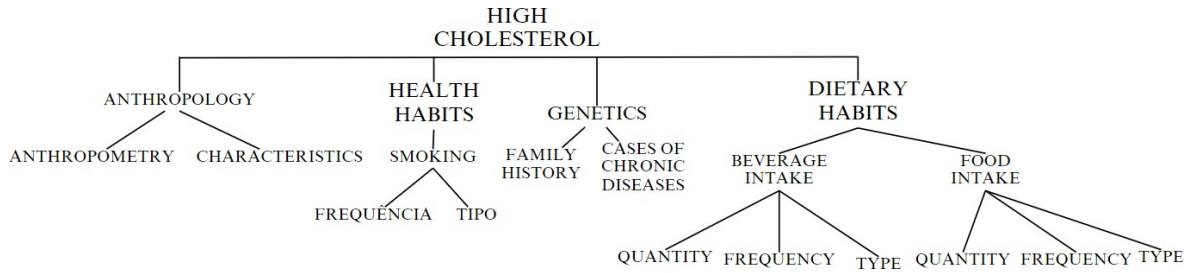 HIGH
CHOLESTEROL
ANTHROPOLOGY
HEALTH
HABITS
GENETICS
DIETARY
HABITS
ANTHROPOMETRY
CHARACTERISTICS
SMOKING
FAMILY
HISTORY
CASES OF
CHRONIC
DISEASES
BEVERAGE
INTAKE
FOOD
INTAKE
FREQUÊNCIA
TIPO
QUANTITY
FREQUENCY
TYPE
QUANTITY
FREQUENCY
TYPE